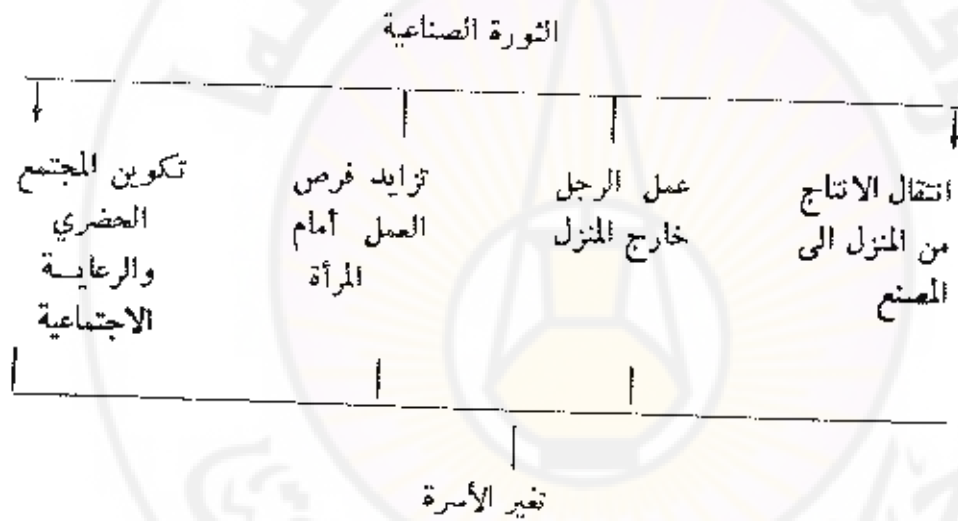 الثورة الصناعية
انتقال الانتاج
من المنزل الى
المصنع
عمل الرجل
خارج المنزل
تزايد فرص
العمل أمام
المرأة
تكوين المجتمع
الحضري
والرعايـــة
الاجتماعية
تغير الأسرة